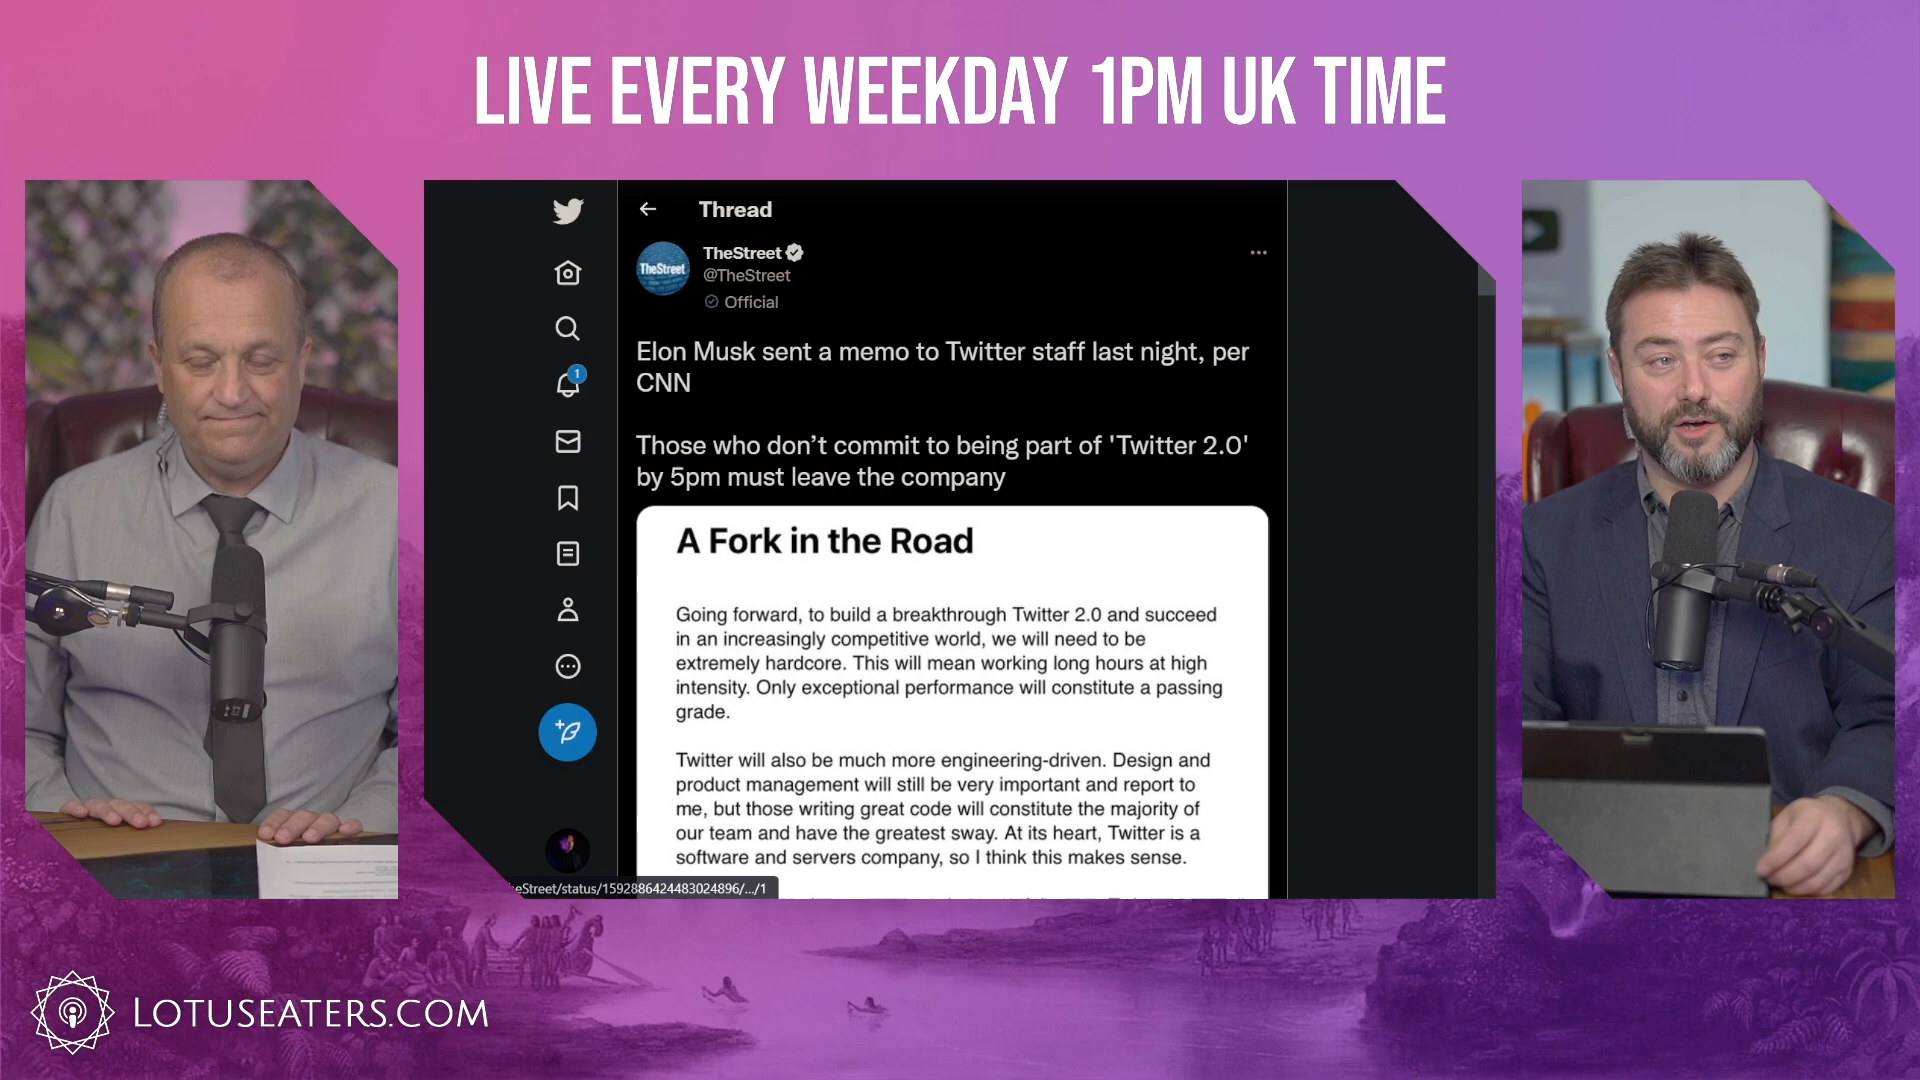 LIVE EVERY WEEKDAY 1PM UK TIME
Thread
TheStreet
TheStreet
@TheStreet
Official
1
Elon Musk sent a memo to Twitter staff last night, per
CNN
Those who don’t commit to being part of 'Twitter 2.0'
by 5pm must leave the company
A Fork in the Road
Going forward, to build a breakthrough Twitter 2.0 and succeed
in an increasingly competitive world, we will need to be
extremely hardcore. This will mean working long hours at high
intensity. Only exceptional performance will constitute a passing
grade.
Twitter will also be much more engineering-driven. Design and
product management will still be very important and report to
me, but those writing great code will constitute the majority of
our team and have the greatest sway. At its heart, Twitter is a
software and servers company, so I think this makes sense.
eStreet/status/1592886424483024896/.../1
LOTUSEATERS.COM